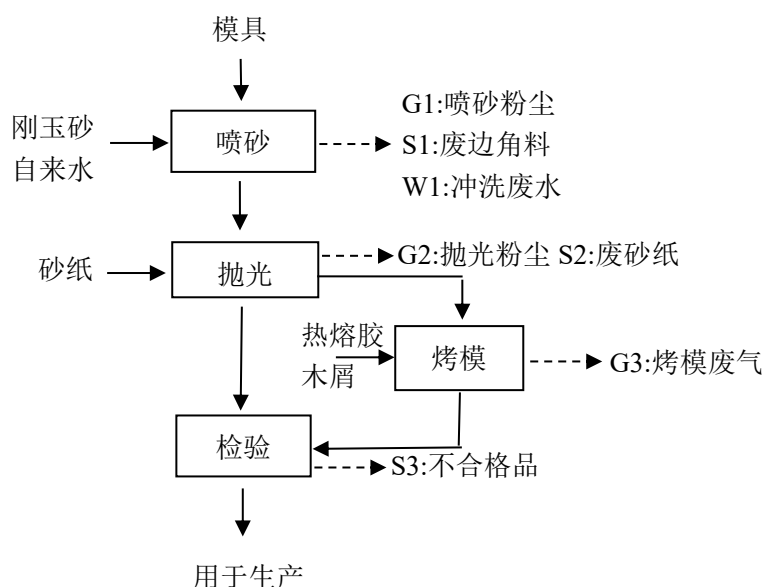 模具
刚玉砂
自来水
喷砂
G1:喷砂粉尘
S1:废边角料
W1:冲洗废水
砂纸
抛光
G2:抛光粉尘 S2:废砂纸
热熔胶
木屑
烤模
G3:烤模废气
检验
S3:不合格品
用于生产